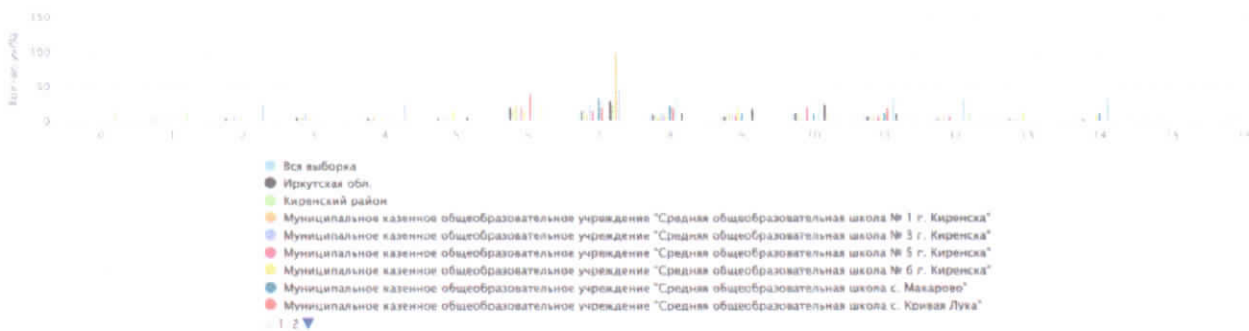 150
100
50
0
0 1 2 3 4 5 6 7 8 9 10 11 12 13 14 15
Вся выборка
Иркутская обл.
Киренский район
Муниципальное казенное общеобразовательное учреждение "Средняя общеобразовательная школа № 1 г. Киренска"
Муниципальное казенное общеобразовательное учреждение "Средняя общеобразовательная школа № 3 г. Киренска"
Муниципальное казенное общеобразовательное учреждение "Средняя общеобразовательная школа № 5 г. Киренска"
Муниципальное казенное общеобразовательное учреждение "Средняя общеобразовательная школа № 6 г. Киренска"
Муниципальное казенное общеобразовательное учреждение "Средняя общеобразовательная школа с. Макарово"
Муниципальное казенное общеобразовательное учреждение "Средняя общеобразовательная школа с. Кривая Лука"
1 2